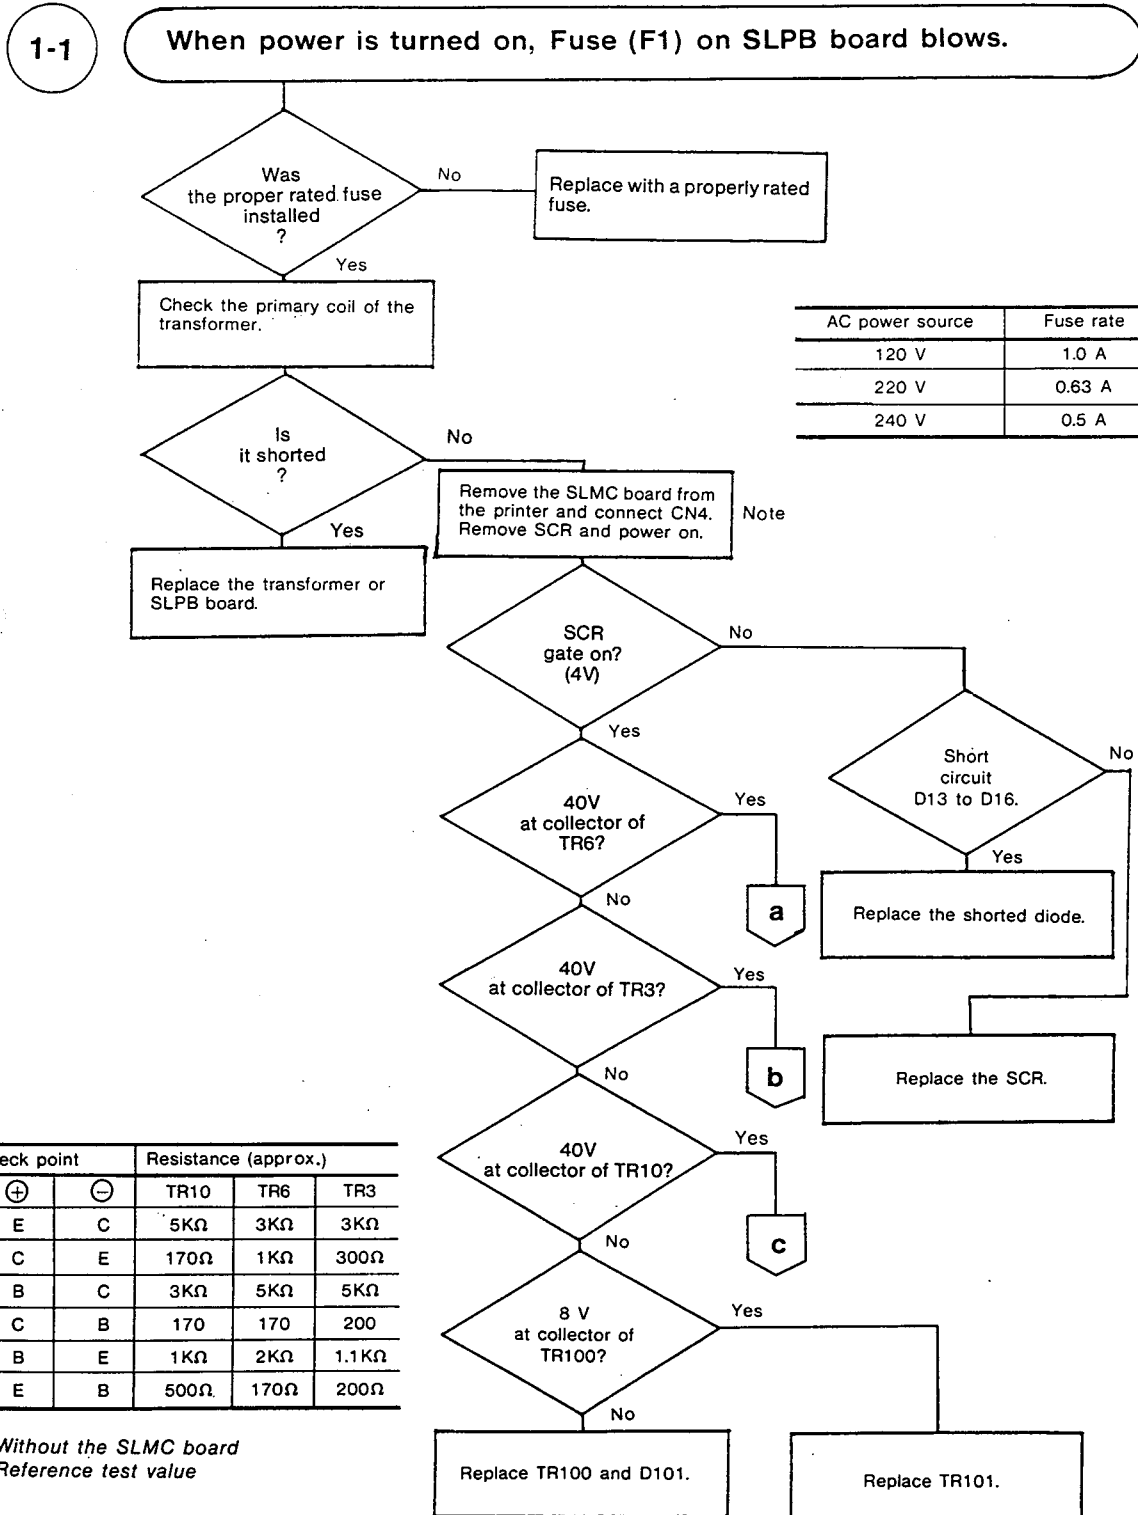 1-1
When power is turned on, Fuse (F1) on SLPB board blows.
Was
the proper rated fuse
installed
?
No
Replace with a properly rated
fuse.
Yes
Check the primary coil of the
transformer.
AC power source Fuse rate
120 V 1.0 A
220 V 0.63 A
240 V 0.5 A
Is
it shorted
?
No
Remove the SLMC board from
the printer and connect CN4.
Remove SCR and power on.
Note
Yes
Replace the transformer or
SLPB board.
SCR
gate on?
(4V)
No
Yes
Short
circuit
D13 to D16.
No
Yes
Replace the shorted diode.
Replace the SCR.
40V
at collector of
TR6?
Yes
a
No
40V
at collector of TR3?
Yes
b
No
40V
at collector of TR10?
Yes
c
No
8 V
at collector of
TR100?
Yes
No
Replace TR100 and D101.
Replace TR101.
eck point Resistance (approx.)
⊕ ⊖ TR10 TR6 TR3
E C 5KΩ 3KΩ 3KΩ
C E 170Ω 1KΩ 300Ω
B C 3KΩ 5KΩ 5KΩ
C B 170 170 200
B E 1KΩ 2KΩ 1.1KΩ
E B 500Ω 170Ω 200Ω
Without the SLMC board
Reference test value